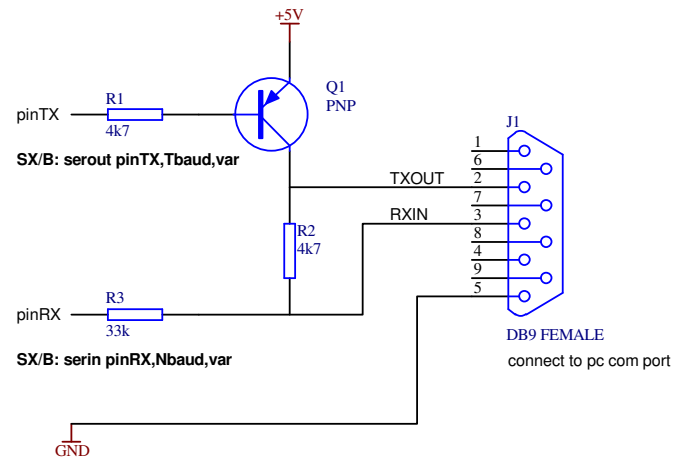 +5V
Q1
PNP
R1
pinTX
4k7
SX/B: serout pinTX,Tbaud,var
J1
1
6
TXOUT
2
7
RXIN
3
8
4
9
5
R2
4k7
R3
pinRX
33k
SX/B: serin pinRX,Nbaud,var
DB9 FEMALE
connect to pc com port
GND